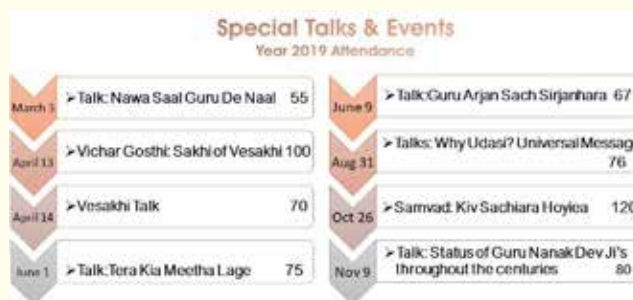 Special Talks & Events
Year 2019 Attendance
March 3
➢Talk: Nawa Saal Guru De Naal 55
April 13
➢Vichar Gosthi: Sakhi of Vesakhi 100
April 14
➢Vesakhi Talk 70
June 1
➢Talk:Tera Kia Meetha Lage 75
June 9
➢Talk:Guru Arjan Sach Sirjanhara 67
Aug 31
➢Talks: Why Udasi? Universal Messag
76
Oct 26
➢Samvad: Kiv Sachiara Hoyiea 120
Nov 9
➢Talk: Status of Guru Nanak Dev Ji's
throughout the centuries 80